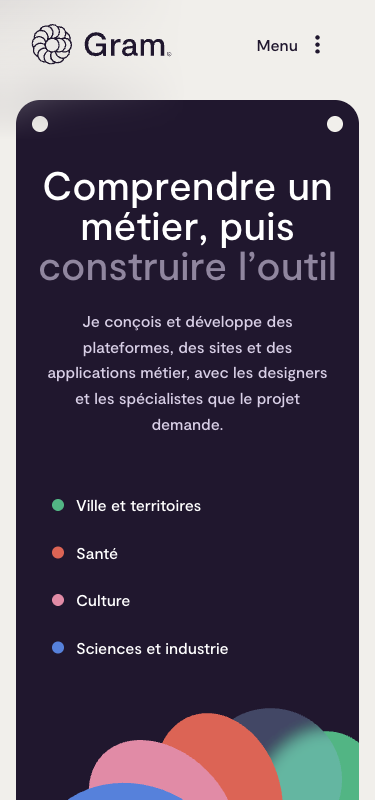 Gram
Menu
Comprendre un
métier, puis
construire l’outil
Je conçois et développe des
plateformes, des sites et des
applications métier, avec les designers
et les spécialistes que le projet
demande.
Ville et territoires
Santé
Culture
Sciences et industrie